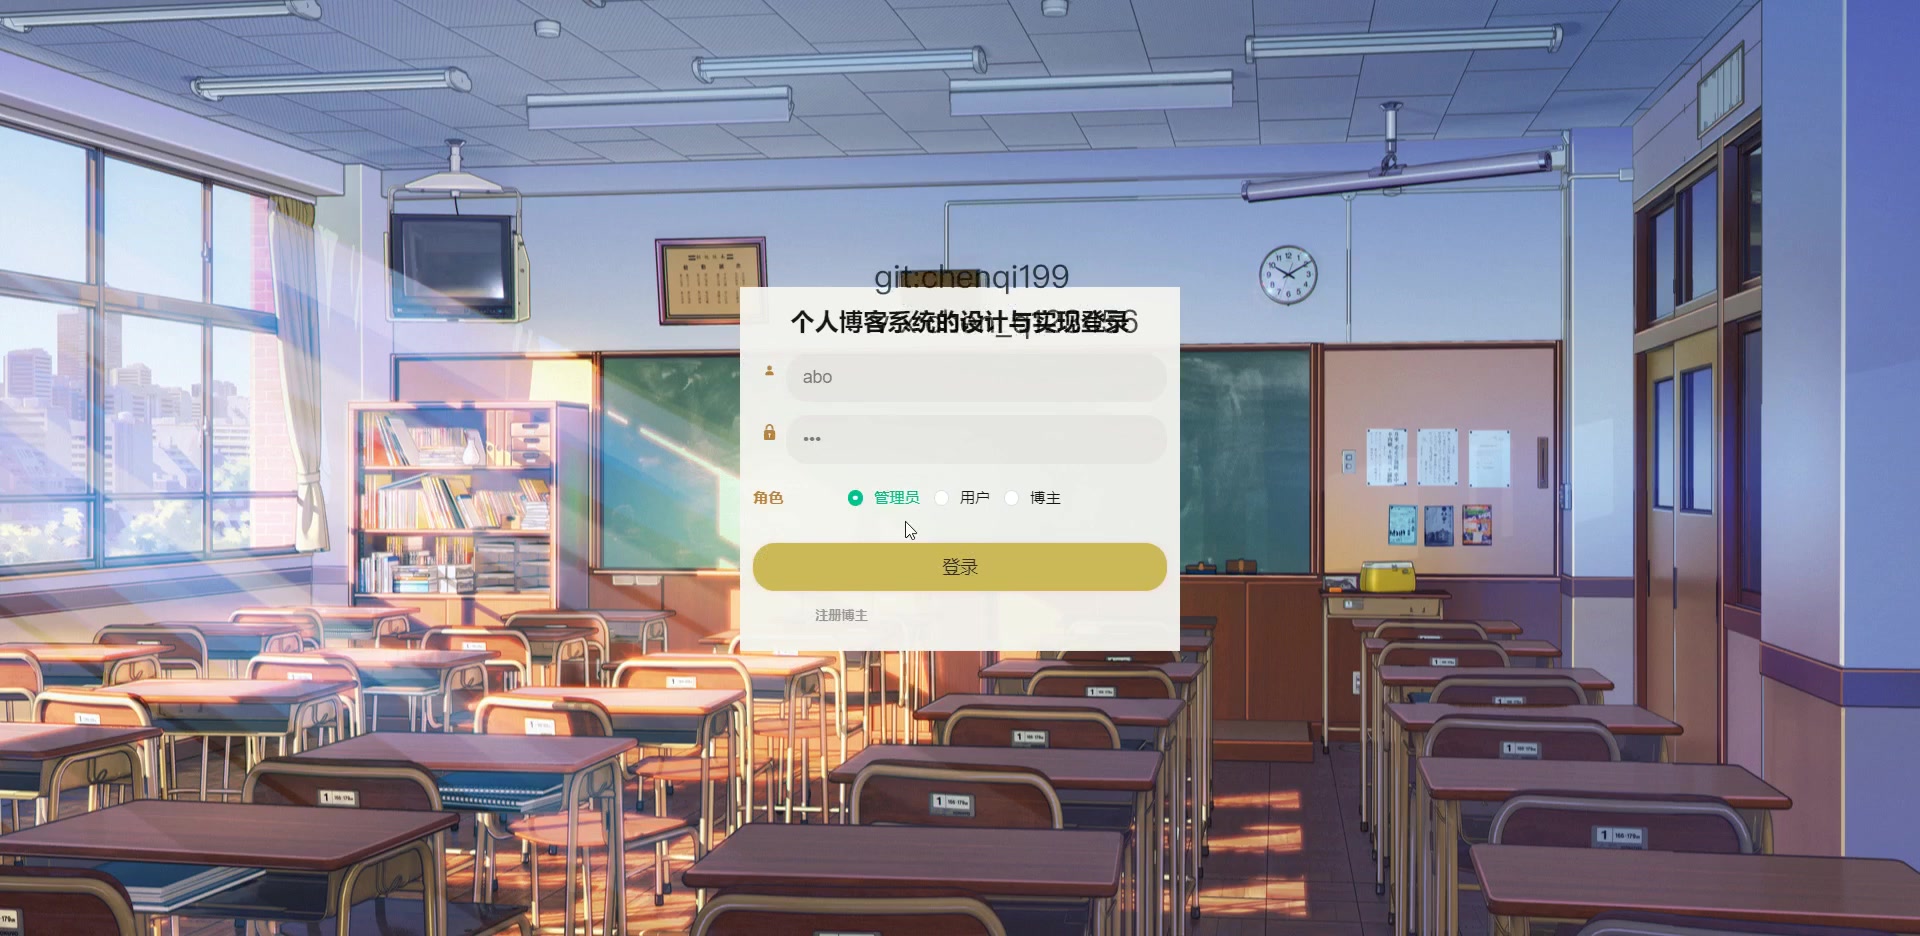 git:chenqi199
个人博客系统的设计与实现登录
abo
•••
角色 管理员 用户 博主
登录
注册博主